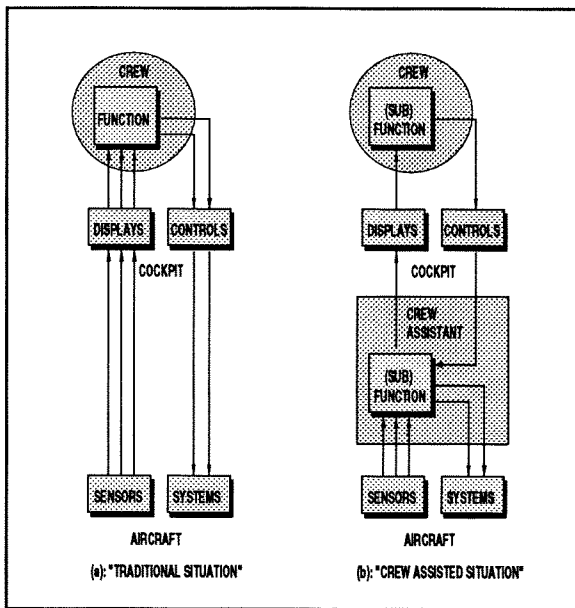 CREW
FUNCTION
DISPLAYS
CONTROLS
COCKPIT
SENSORS
SYSTEMS
AIRCRAFT
(a): "TRADITIONAL SITUATION"
CREW
(SUB)
FUNCTION
DISPLAYS
CONTROLS
COCKPIT
CREW
ASSISTANT
(SUB)
FUNCTION
SENSORS
SYSTEMS
AIRCRAFT
(b): "CREW ASSISTED SITUATION"